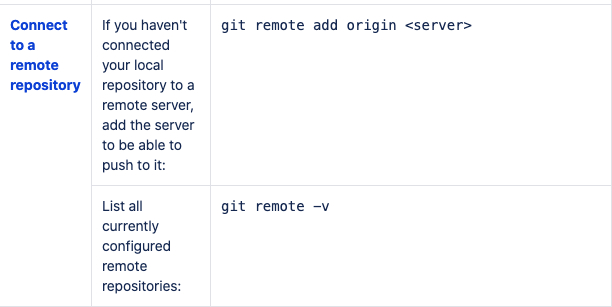 Connect
to a
remote
repository
If you haven't
connected
your local
repository to a
remote server,
add the server
to be able to
push to it:
git remote add origin <server>
List all
currently
configured
remote
repositories:
git remote –v